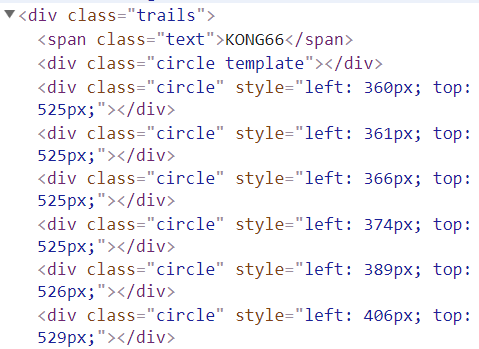 ▼<div class="trails">
<span class="text">KONG66</span>
<div class="circle template"></div>
<div class="circle" style="left: 360px; top:
525px;"></div>
<div class="circle" style="left: 361px; top:
525px;"></div>
<div class="circle" style="left: 366px; top:
525px;"></div>
<div class="circle" style="left: 374px; top:
525px;"></div>
<div class="circle" style="left: 389px; top:
526px;"></div>
<div class="circle" style="left: 406px; top:
529px;"></div>